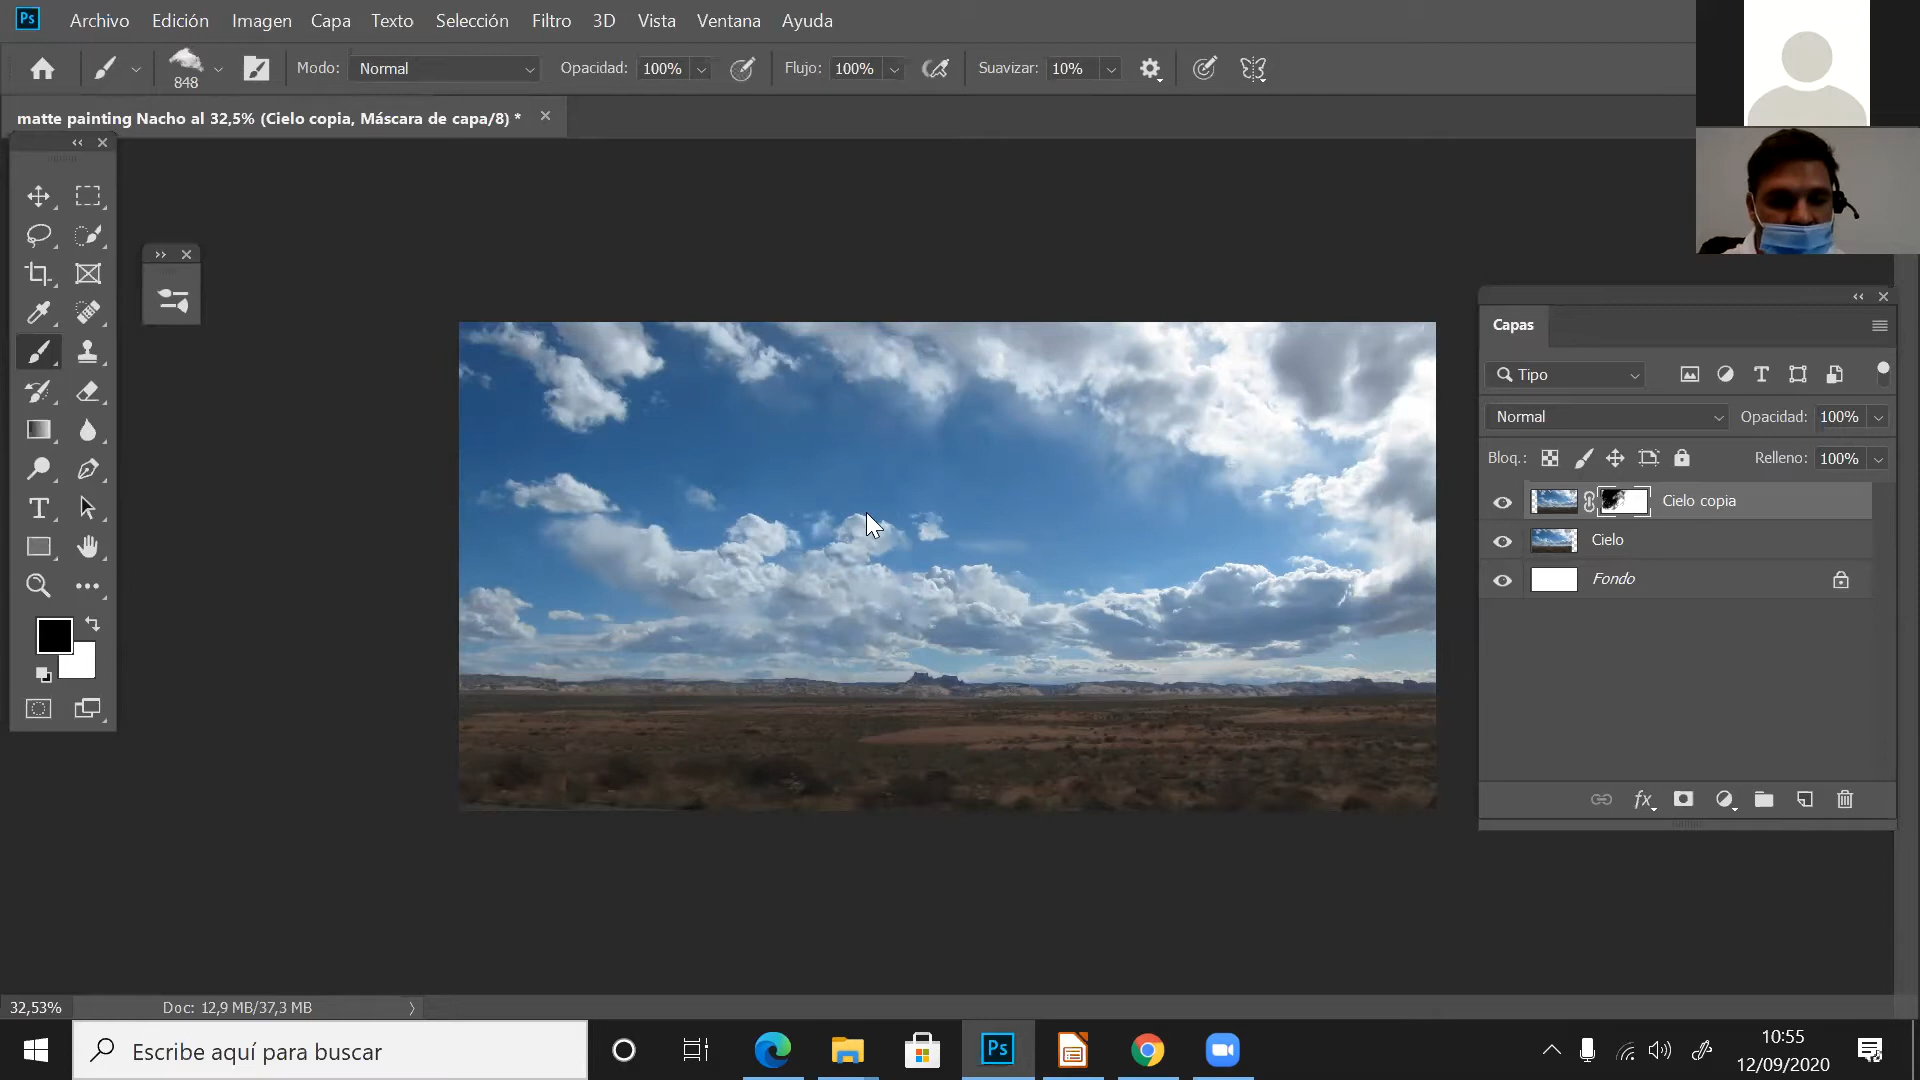 Ps Archivo Edición Imagen Capa Texto Selección Filtro 3D Vista Ventana Ayuda
848 Modo: Normal Opacidad: 100% Flujo: 100% Suavizar: 10%
matte painting Nacho al 32,5% (Cielo copia, Máscara de capa/8) *
Capas
Tipo
Normal Opacidad: 100%
Bloq.: Relleno: 100%
Cielo copia
Cielo
Fondo
fx
32,53% Doc: 12,9 MB/37,3 MB
Escribe aquí para buscar
Ps
10:55
12/09/2020